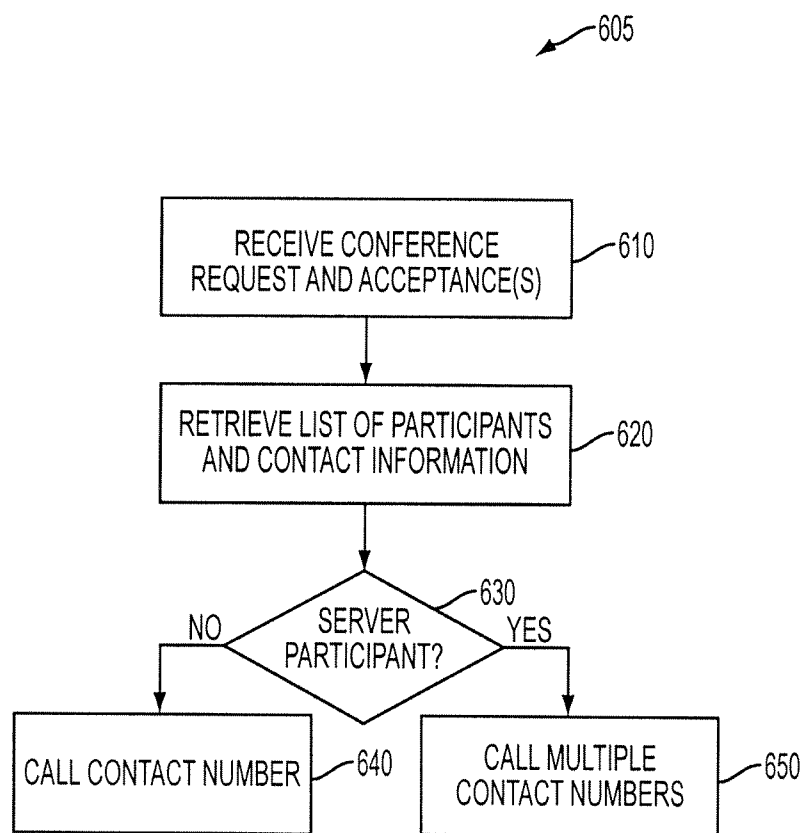 605
RECEIVE CONFERENCE
REQUEST AND ACCEPTANCE(S)
610
RETRIEVE LIST OF PARTICIPANTS
AND CONTACT INFORMATION
620
630
SERVER
PARTICIPANT?
NO
YES
CALL CONTACT NUMBER
640
CALL MULTIPLE
CONTACT NUMBERS
650